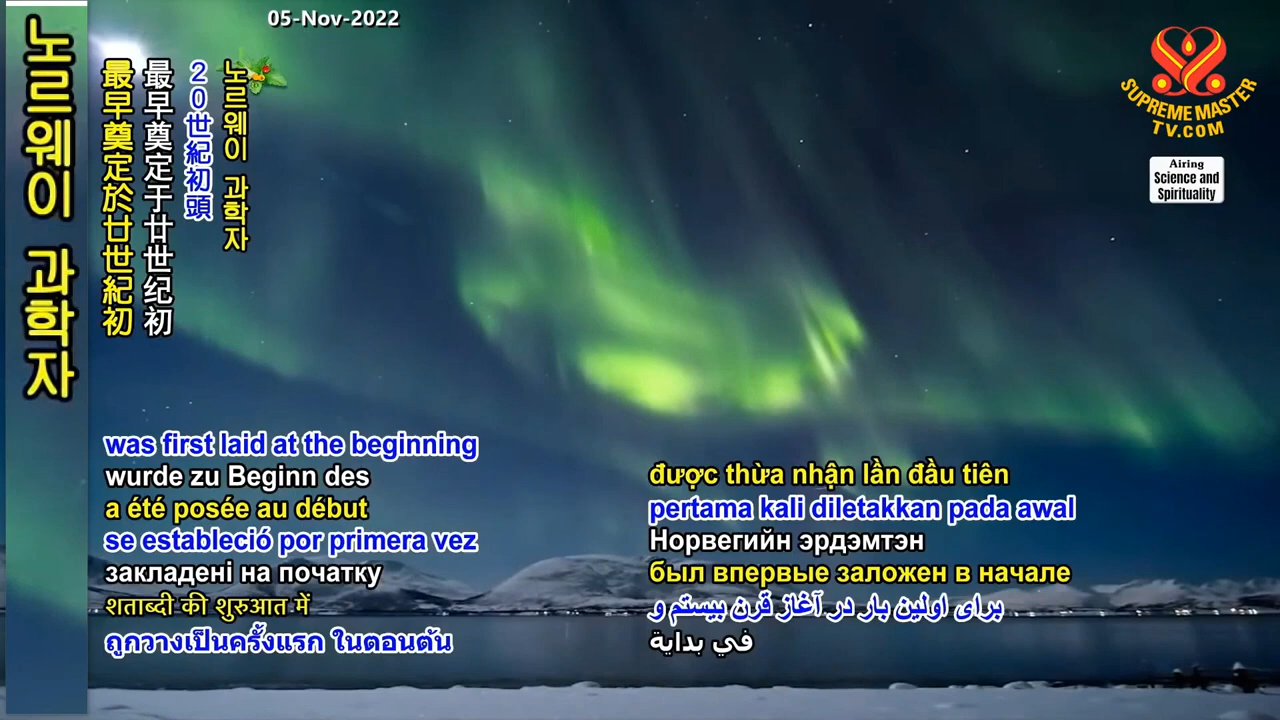 05-Nov-2022
SUPREME MASTER
TV.COM
Airing
Science and
Spirituality
노르웨이 과학자
最早奠定於廿世紀初
最早奠定于廿世纪初
20世紀初頭
노르웨이 과학자
was first laid at the beginning
wurde zu Beginn des
a été posée au début
se estableció por primera vez
закладені на початку
शताब्दी की शुरुआत में
ถูกวางเป็นครั้งแรก ในตอนต้น
được thừa nhận lần đầu tiên
pertama kali diletakkan pada awal
Норвегийн эрдэмтэн
был впервые заложен в начале
برای اولین بار در آغاز قرن بیستم و
في بداية